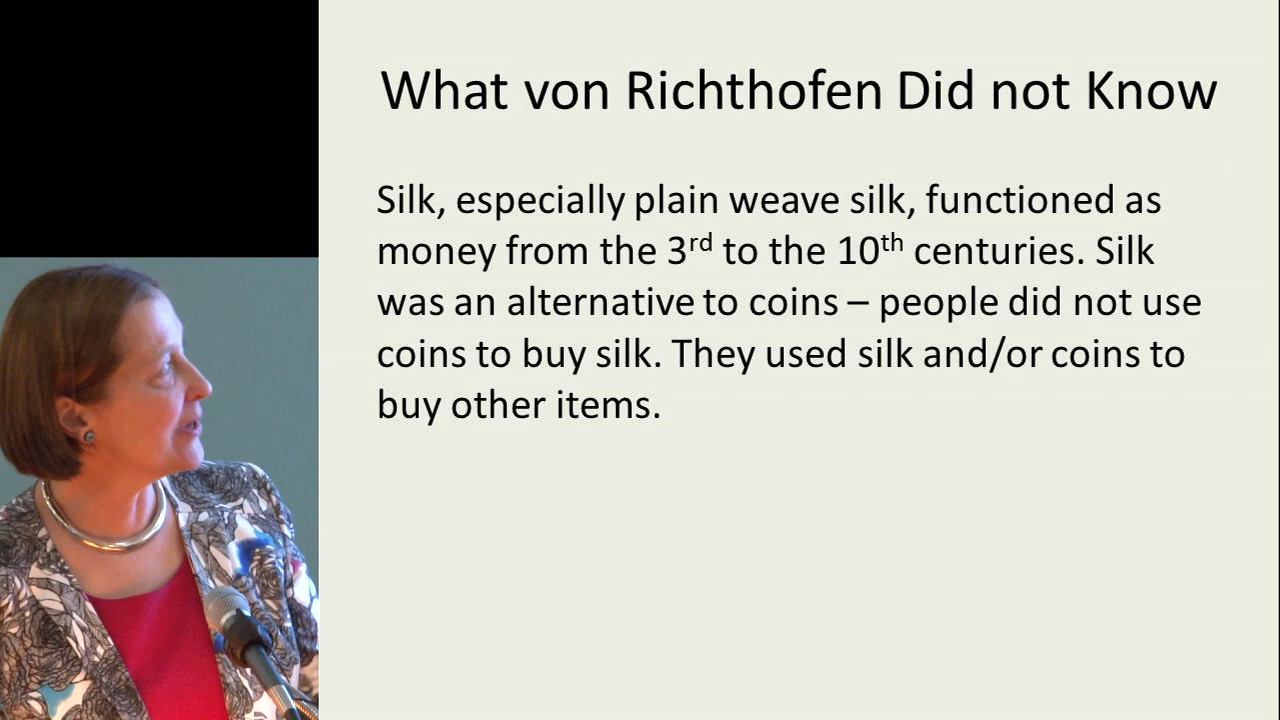 What von Richthofen Did not Know
Silk, especially plain weave silk, functioned as
money from the 3rd to the 10th centuries. Silk
was an alternative to coins – people did not use
coins to buy silk. They used silk and/or coins to
buy other items.